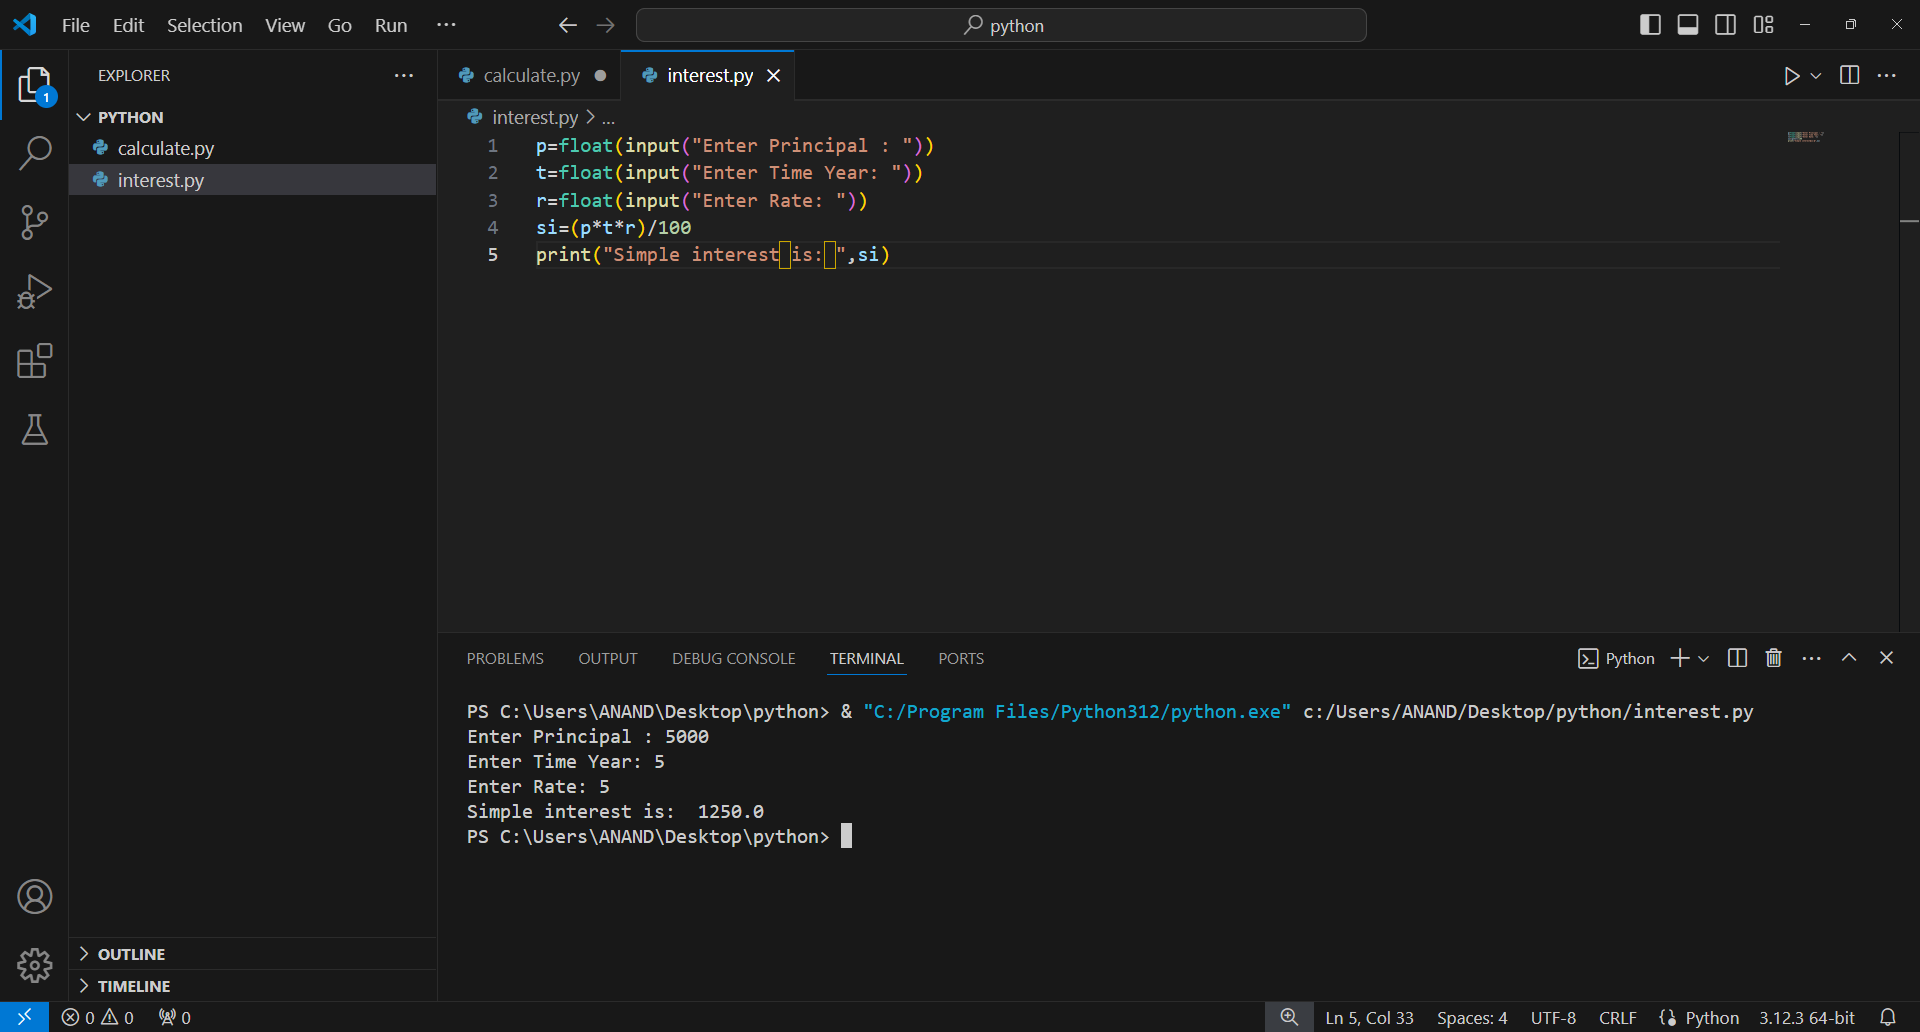 File Edit Selection View Go Run ... python
EXPLORER ...
PYTHON
calculate.py
interest.py
OUTLINE
TIMELINE
calculate.py interest.py
interest.py > ...
1 p=float(input("Enter Principal : "))
2 t=float(input("Enter Time Year: "))
3 r=float(input("Enter Rate: "))
4 si=(p*t*r)/100
5 print("Simple interest is: ",si)
PROBLEMS OUTPUT DEBUG CONSOLE TERMINAL PORTS Python
PS C:\Users\ANAND\Desktop\python> & "C:/Program Files/Python312/python.exe" c:/Users/ANAND/Desktop/python/interest.py
Enter Principal : 5000
Enter Time Year: 5
Enter Rate: 5
Simple interest is:  1250.0
PS C:\Users\ANAND\Desktop\python>
1
0 0 0 Ln 5, Col 33 Spaces: 4 UTF-8 CRLF Python 3.12.3 64-bit